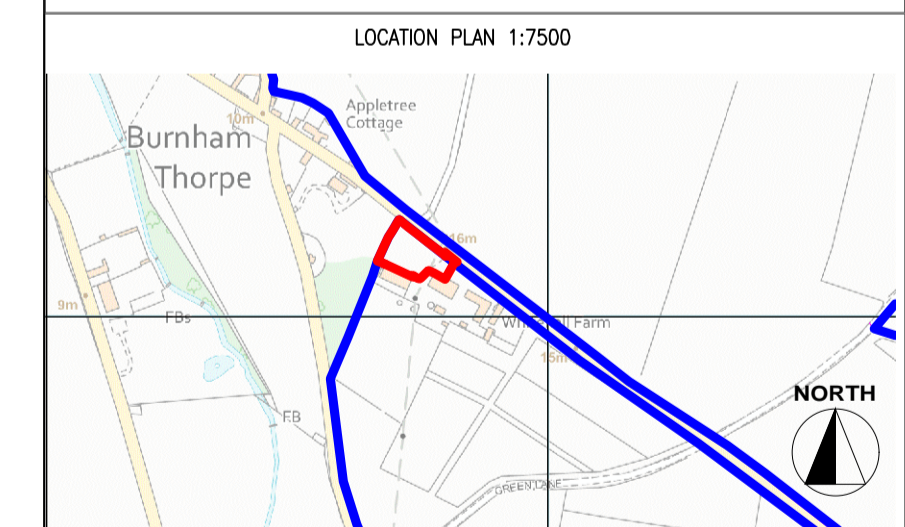 LOCATION PLAN 1:7500
Appletree
Cottage
10m
Burnham
Thorpe
16m
9m
FBs
Farm
15m
NORTH
FB
GREEN LANE